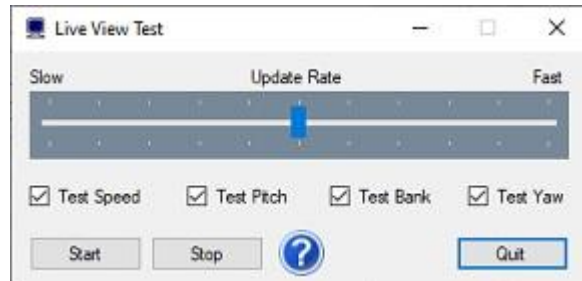 Live View Test
Slow Update Rate Fast
Test Speed Test Pitch Test Bank Test Yaw
Start Stop ? Quit